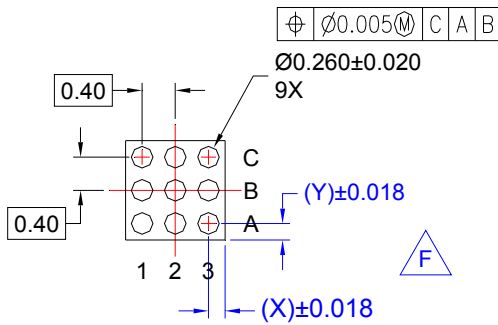 ⌖ Ø0.005Ⓜ C A B
Ø0.260±0.020
9X
0.40
C
B
A
0.40
(Y)±0.018
F
1 2 3
(X)±0.018